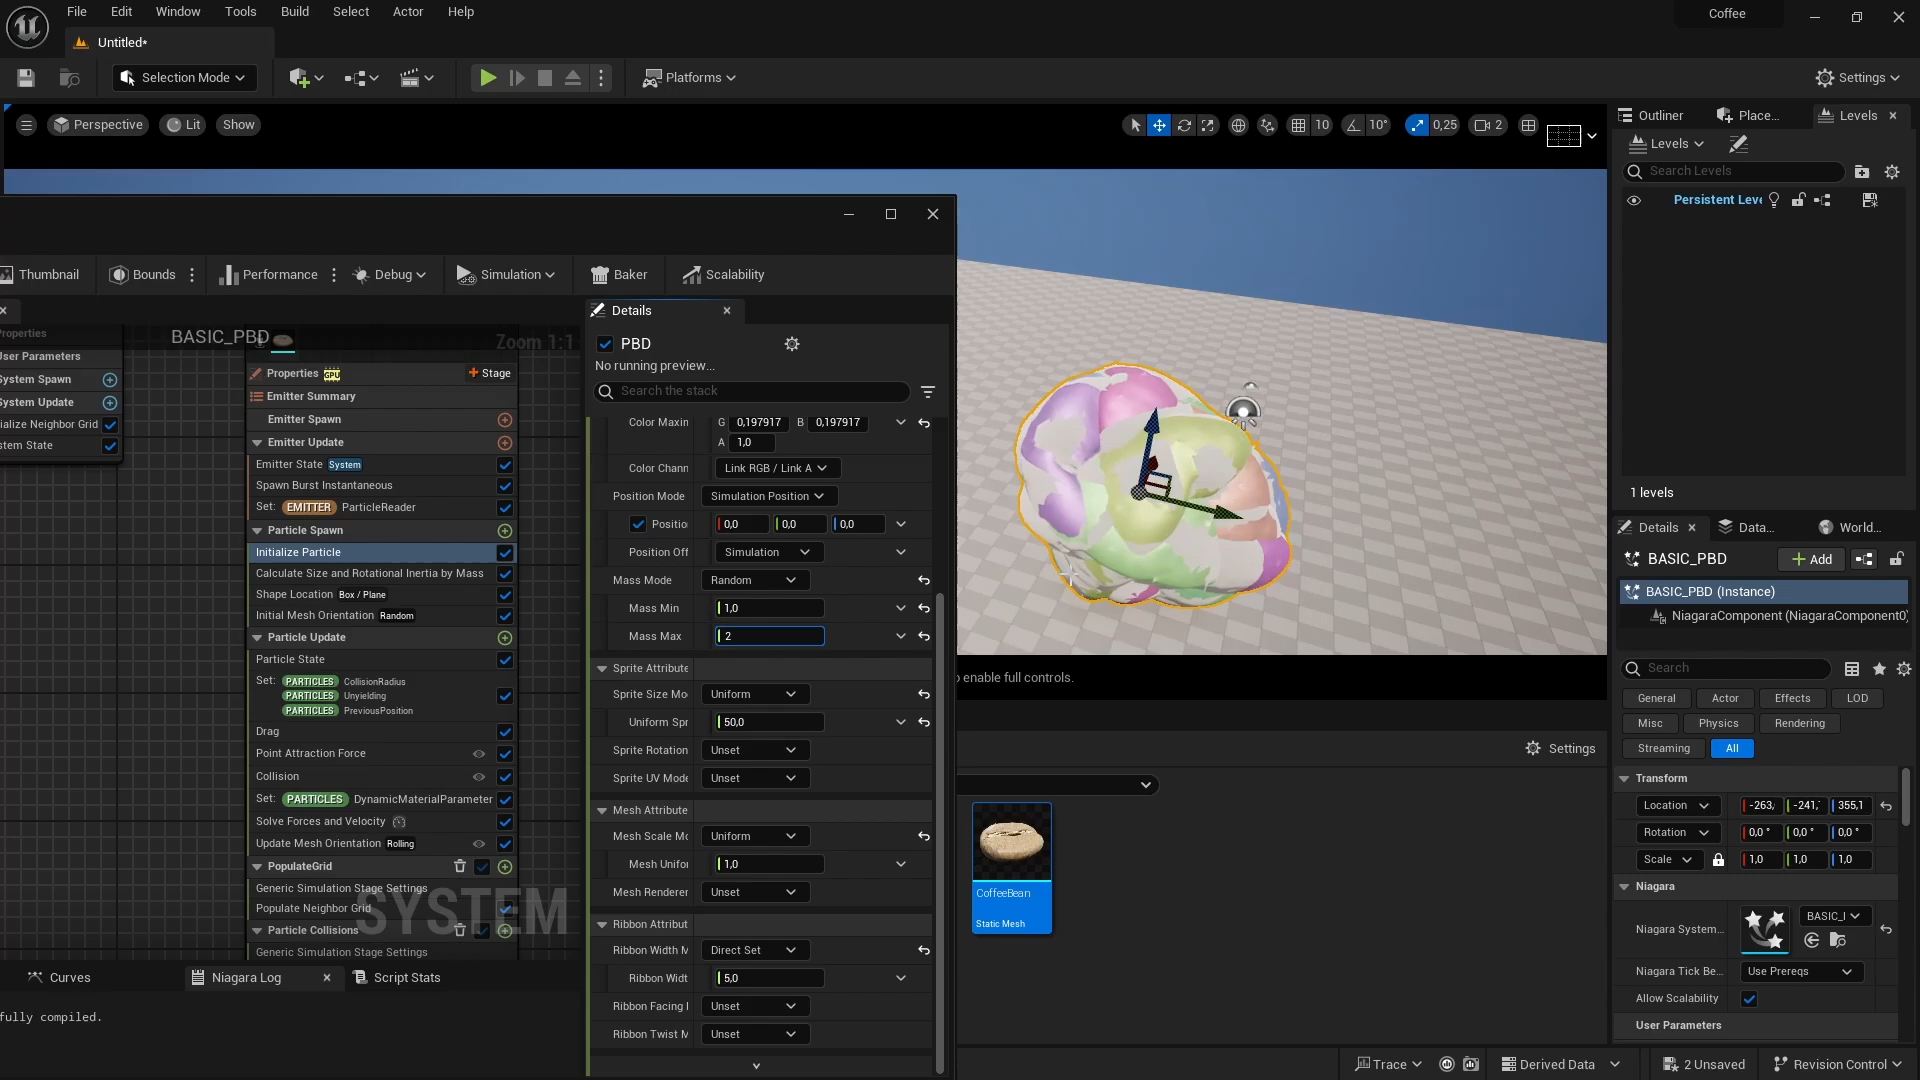 File Edit Window Tools Build Select Actor Help
Coffee
Untitled*
Selection Mode
Platforms
Settings
Perspective Lit Show
10 10° 0,25 2
Outliner Place... Levels
Levels
Search Levels
Persistent Leve
1 levels
Thumbnail Bounds Performance Debug Simulation Baker Scalability
Properties
User Parameters
System Spawn
System Update
ialize Neighbor Grid
stem State
BASIC_PBD
Zoom 1:1
Properties GPU Stage
Emitter Summary
Emitter Spawn
Emitter Update
Emitter State System
Spawn Burst Instantaneous
Set: EMITTER ParticleReader
Particle Spawn
Initialize Particle
Calculate Size and Rotational Inertia by Mass
Shape Location Box / Plane
Initial Mesh Orientation Random
Particle Update
Particle State
Set: PARTICLES CollisionRadius
PARTICLES Unyielding
PARTICLES PreviousPosition
Drag
Point Attraction Force
Collision
Set: PARTICLES DynamicMaterialParameter
Solve Forces and Velocity
Update Mesh Orientation Rolling
PopulateGrid
Generic Simulation Stage Settings
Populate Neighbor Grid
Particle Collisions
Generic Simulation Stage Settings
SYSTEM
Curves Niagara Log Script Stats
fully compiled.
Details
PBD
No running preview...
Search the stack
Color Maxin G 0,197917 B 0,197917
A 1,0
Color Chann Link RGB / Link A
Position Mode Simulation Position
Positio 0,0 0,0 0,0
Position Off Simulation
Mass Mode Random
Mass Min 1,0
Mass Max 2
Sprite Attribute
Sprite Size Mo Uniform
Uniform Spr 50,0
Sprite Rotation Unset
Sprite UV Mode Unset
Mesh Attribute
Mesh Scale Mo Uniform
Mesh Unifor 1,0
Mesh Renderer Unset
Ribbon Attribut
Ribbon Width M Direct Set
Ribbon Widt 5,0
Ribbon Facing I Unset
Ribbon Twist M Unset
o enable full controls.
Settings
CoffeeBean
Static Mesh
Details Data... World...
BASIC_PBD Add
BASIC_PBD (Instance)
NiagaraComponent (NiagaraComponent0)
Search
General Actor Effects LOD
Misc Physics Rendering
Streaming All
Transform
Location -263, -241, 355,1
Rotation 0,0 ° 0,0 ° 0,0 °
Scale 1,0 1,0 1,0
Niagara
Niagara System... BASIC_I
Niagara Tick Be... Use Prereqs
Allow Scalability
User Parameters
Trace Derived Data 2 Unsaved Revision Control